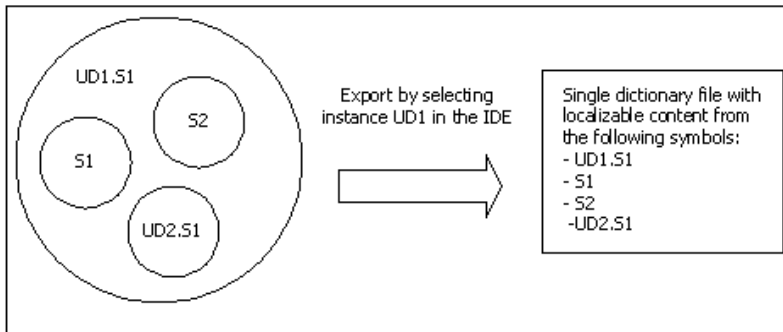 UD1.S1
S2
S1
UD2.S1
Export by selecting
instance UD1 in the IDE
Single dictionary file with
localizable content from
the following symbols:
- UD1.S1
- S1
- S2
-UD2.S1